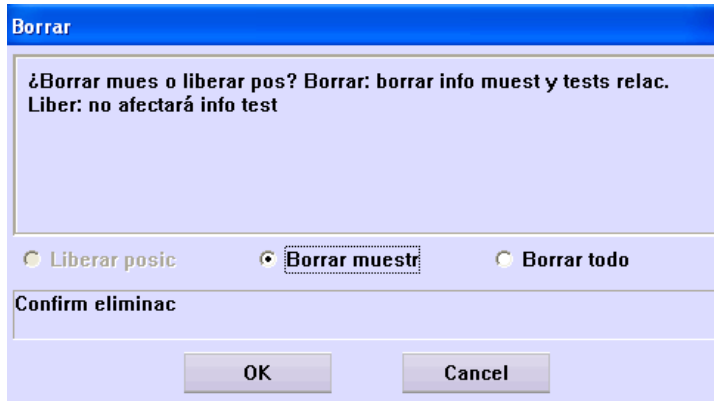 Borrar
¿Borrar mues o liberar pos? Borrar: borrar info muest y tests relac.
Liber: no afectará info test
Liberar posic
Borrar muestr
Borrar todo
Confirm eliminac
OK
Cancel